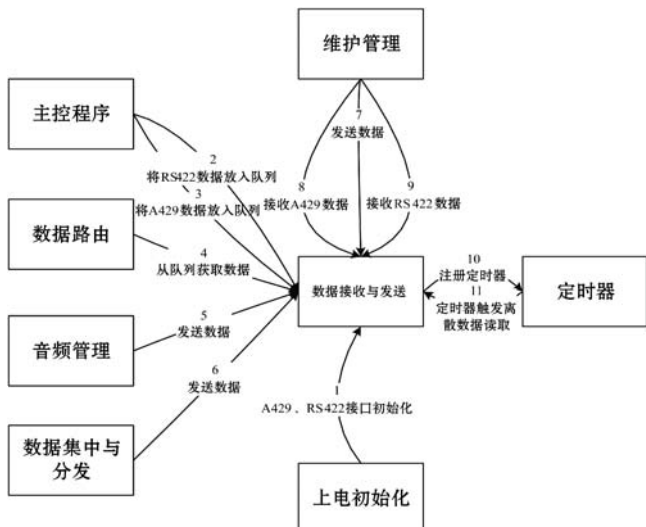 维护管理
主控程序
7
发送数据
2
将RS422数据放入队列
3
将A429数据放入队列
8
接收A429数据
9
接收RS422数据
数据路由
4
从队列获取数据
数据接收与发送
10
注册定时器
11
定时器触发离
散数据读取
定时器
音频管理
5
发送数据
6
发送数据
1
A429、RS422接口初始化
数据集中与
分发
上电初始化